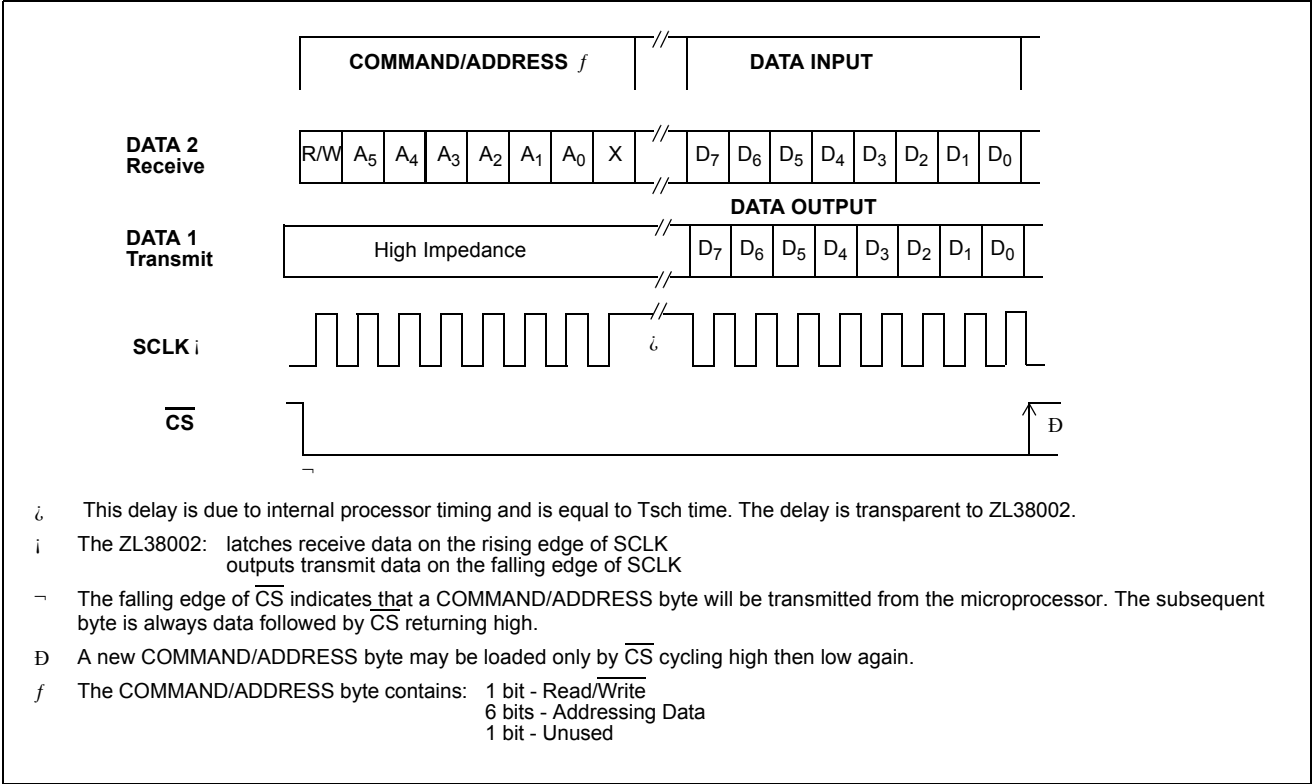 COMMAND/ADDRESS ƒ
DATA INPUT
DATA 2
Receive
R/W A5 A4 A3 A2 A1 A0 X
D7 D6 D5 D4 D3 D2 D1 D0
DATA OUTPUT
DATA 1
Transmit
High Impedance
D7 D6 D5 D4 D3 D2 D1 D0
SCLK ¡
¿
CS
Ð
¬
¿ This delay is due to internal processor timing and is equal to Tsch time. The delay is transparent to ZL38002.
¡ The ZL38002: latches receive data on the rising edge of SCLK
outputs transmit data on the falling edge of SCLK
¬ The falling edge of CS indicates that a COMMAND/ADDRESS byte will be transmitted from the microprocessor. The subsequent
byte is always data followed by CS returning high.
Ð A new COMMAND/ADDRESS byte may be loaded only by CS cycling high then low again.
ƒ The COMMAND/ADDRESS byte contains: 1 bit - Read/Write
6 bits - Addressing Data
1 bit - Unused